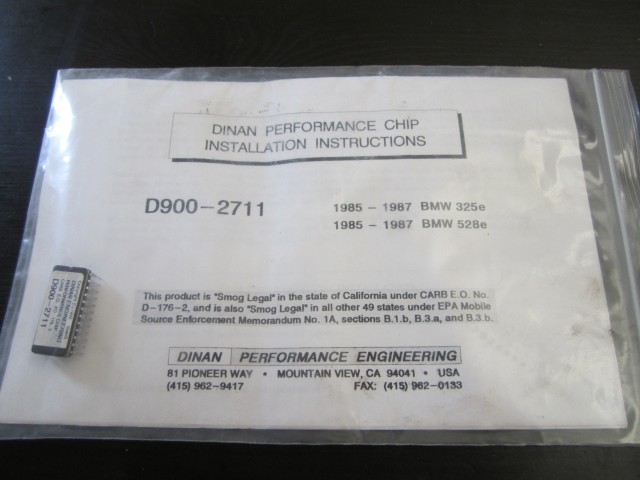 DINAN PERFORMANCE CHIP
INSTALLATION INSTRUCTIONS
D900-2711
1985 - 1987 BMW 325e
1985 - 1987 BMW 528e
This product is "Smog Legal" in the state of California under CARB E.O. No.
D-176-2, and is also "Smog Legal" in all other 49 states under EPA Mobile
Source Enforcement Memorandum No. 1A, sections B.1.b, B.3.a, and B.3.b.
DINAN PERFORMANCE ENGINEERING
81 PIONEER WAY • MOUNTAIN VIEW, CA 94041 • USA
(415) 962-9417 FAX: (415) 962-0133
D900-2711